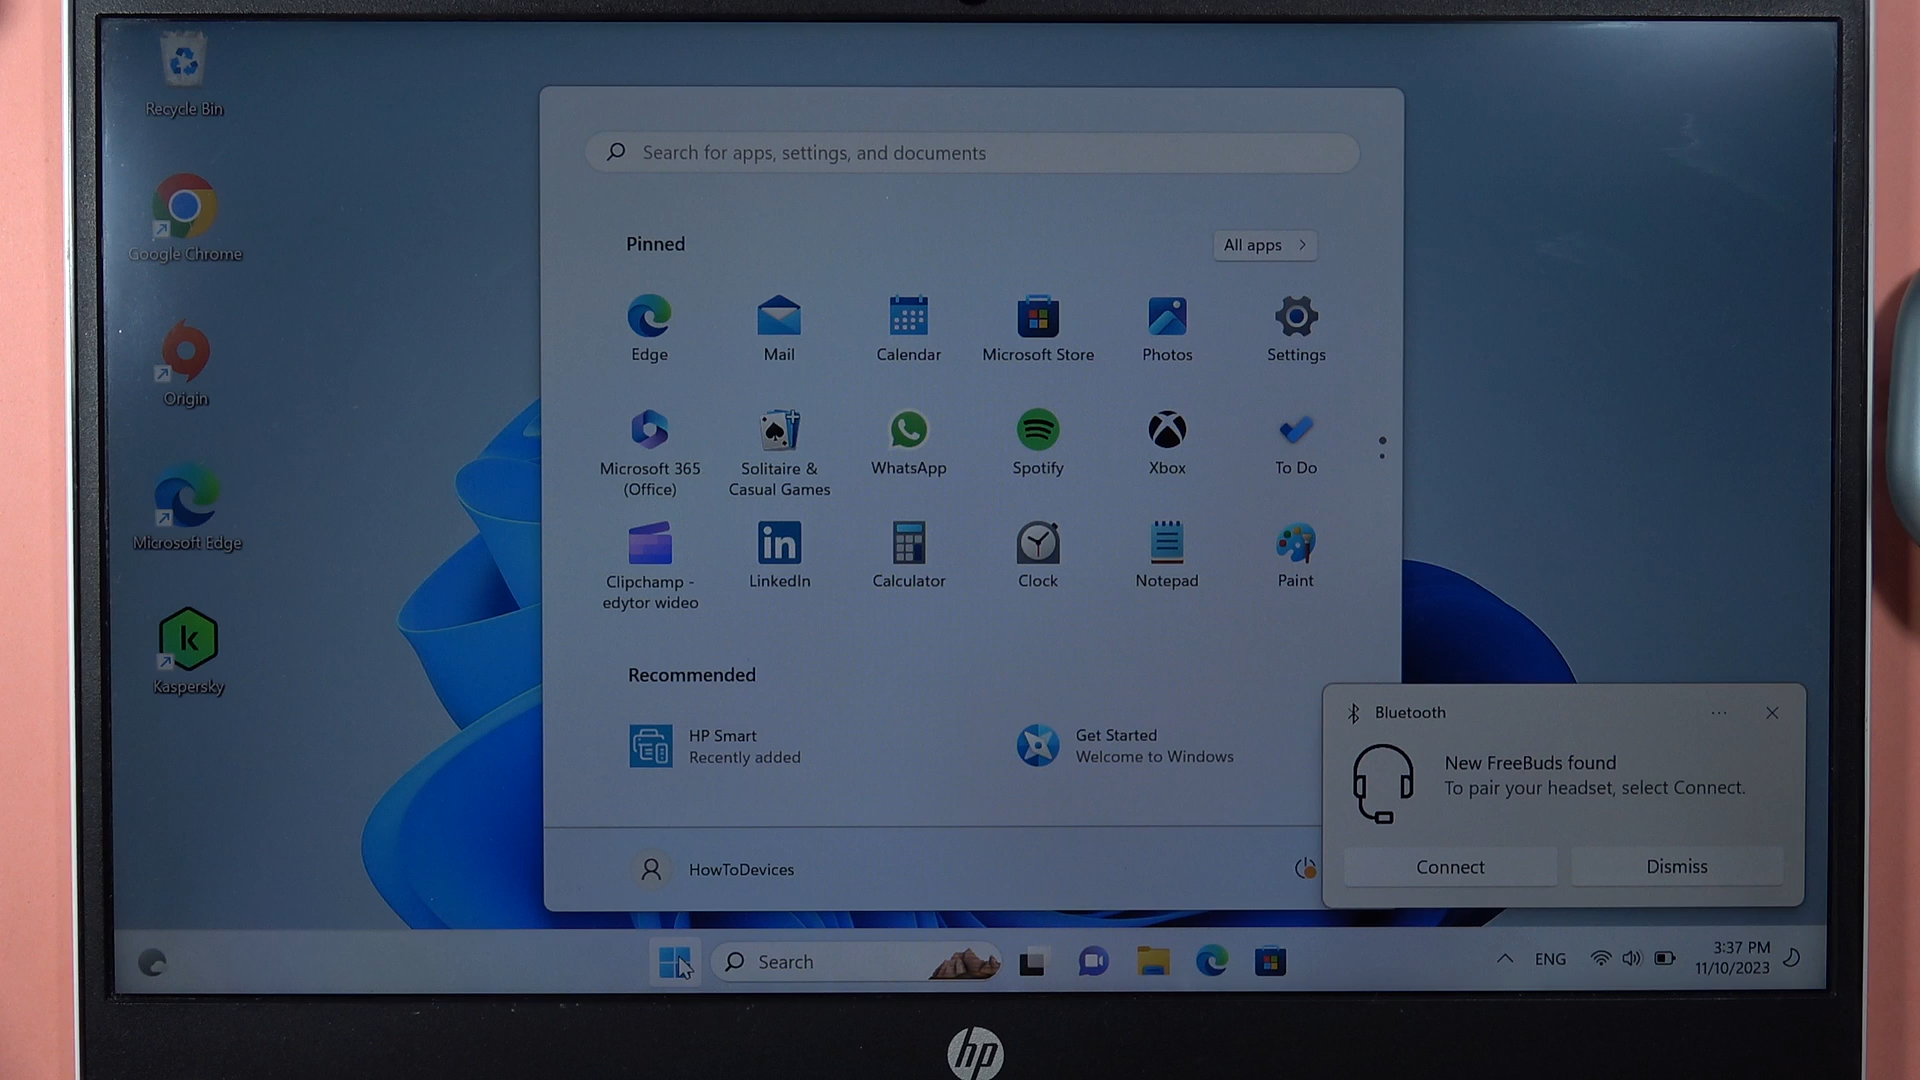 Recycle Bin
Google Chrome
Origin
Microsoft Edge
Kaspersky
Search for apps, settings, and documents
Pinned
All apps
Edge
Mail
Calendar
Microsoft Store
Photos
Settings
Microsoft 365
(Office)
Solitaire &
Casual Games
WhatsApp
Spotify
Xbox
To Do
Clipchamp -
edytor wideo
LinkedIn
Calculator
Clock
Notepad
Paint
Recommended
HP Smart
Recently added
Get Started
Welcome to Windows
HowToDevices
Bluetooth
New FreeBuds found
To pair your headset, select Connect.
Connect
Dismiss
Search
ENG
3:37 PM
11/10/2023
hp